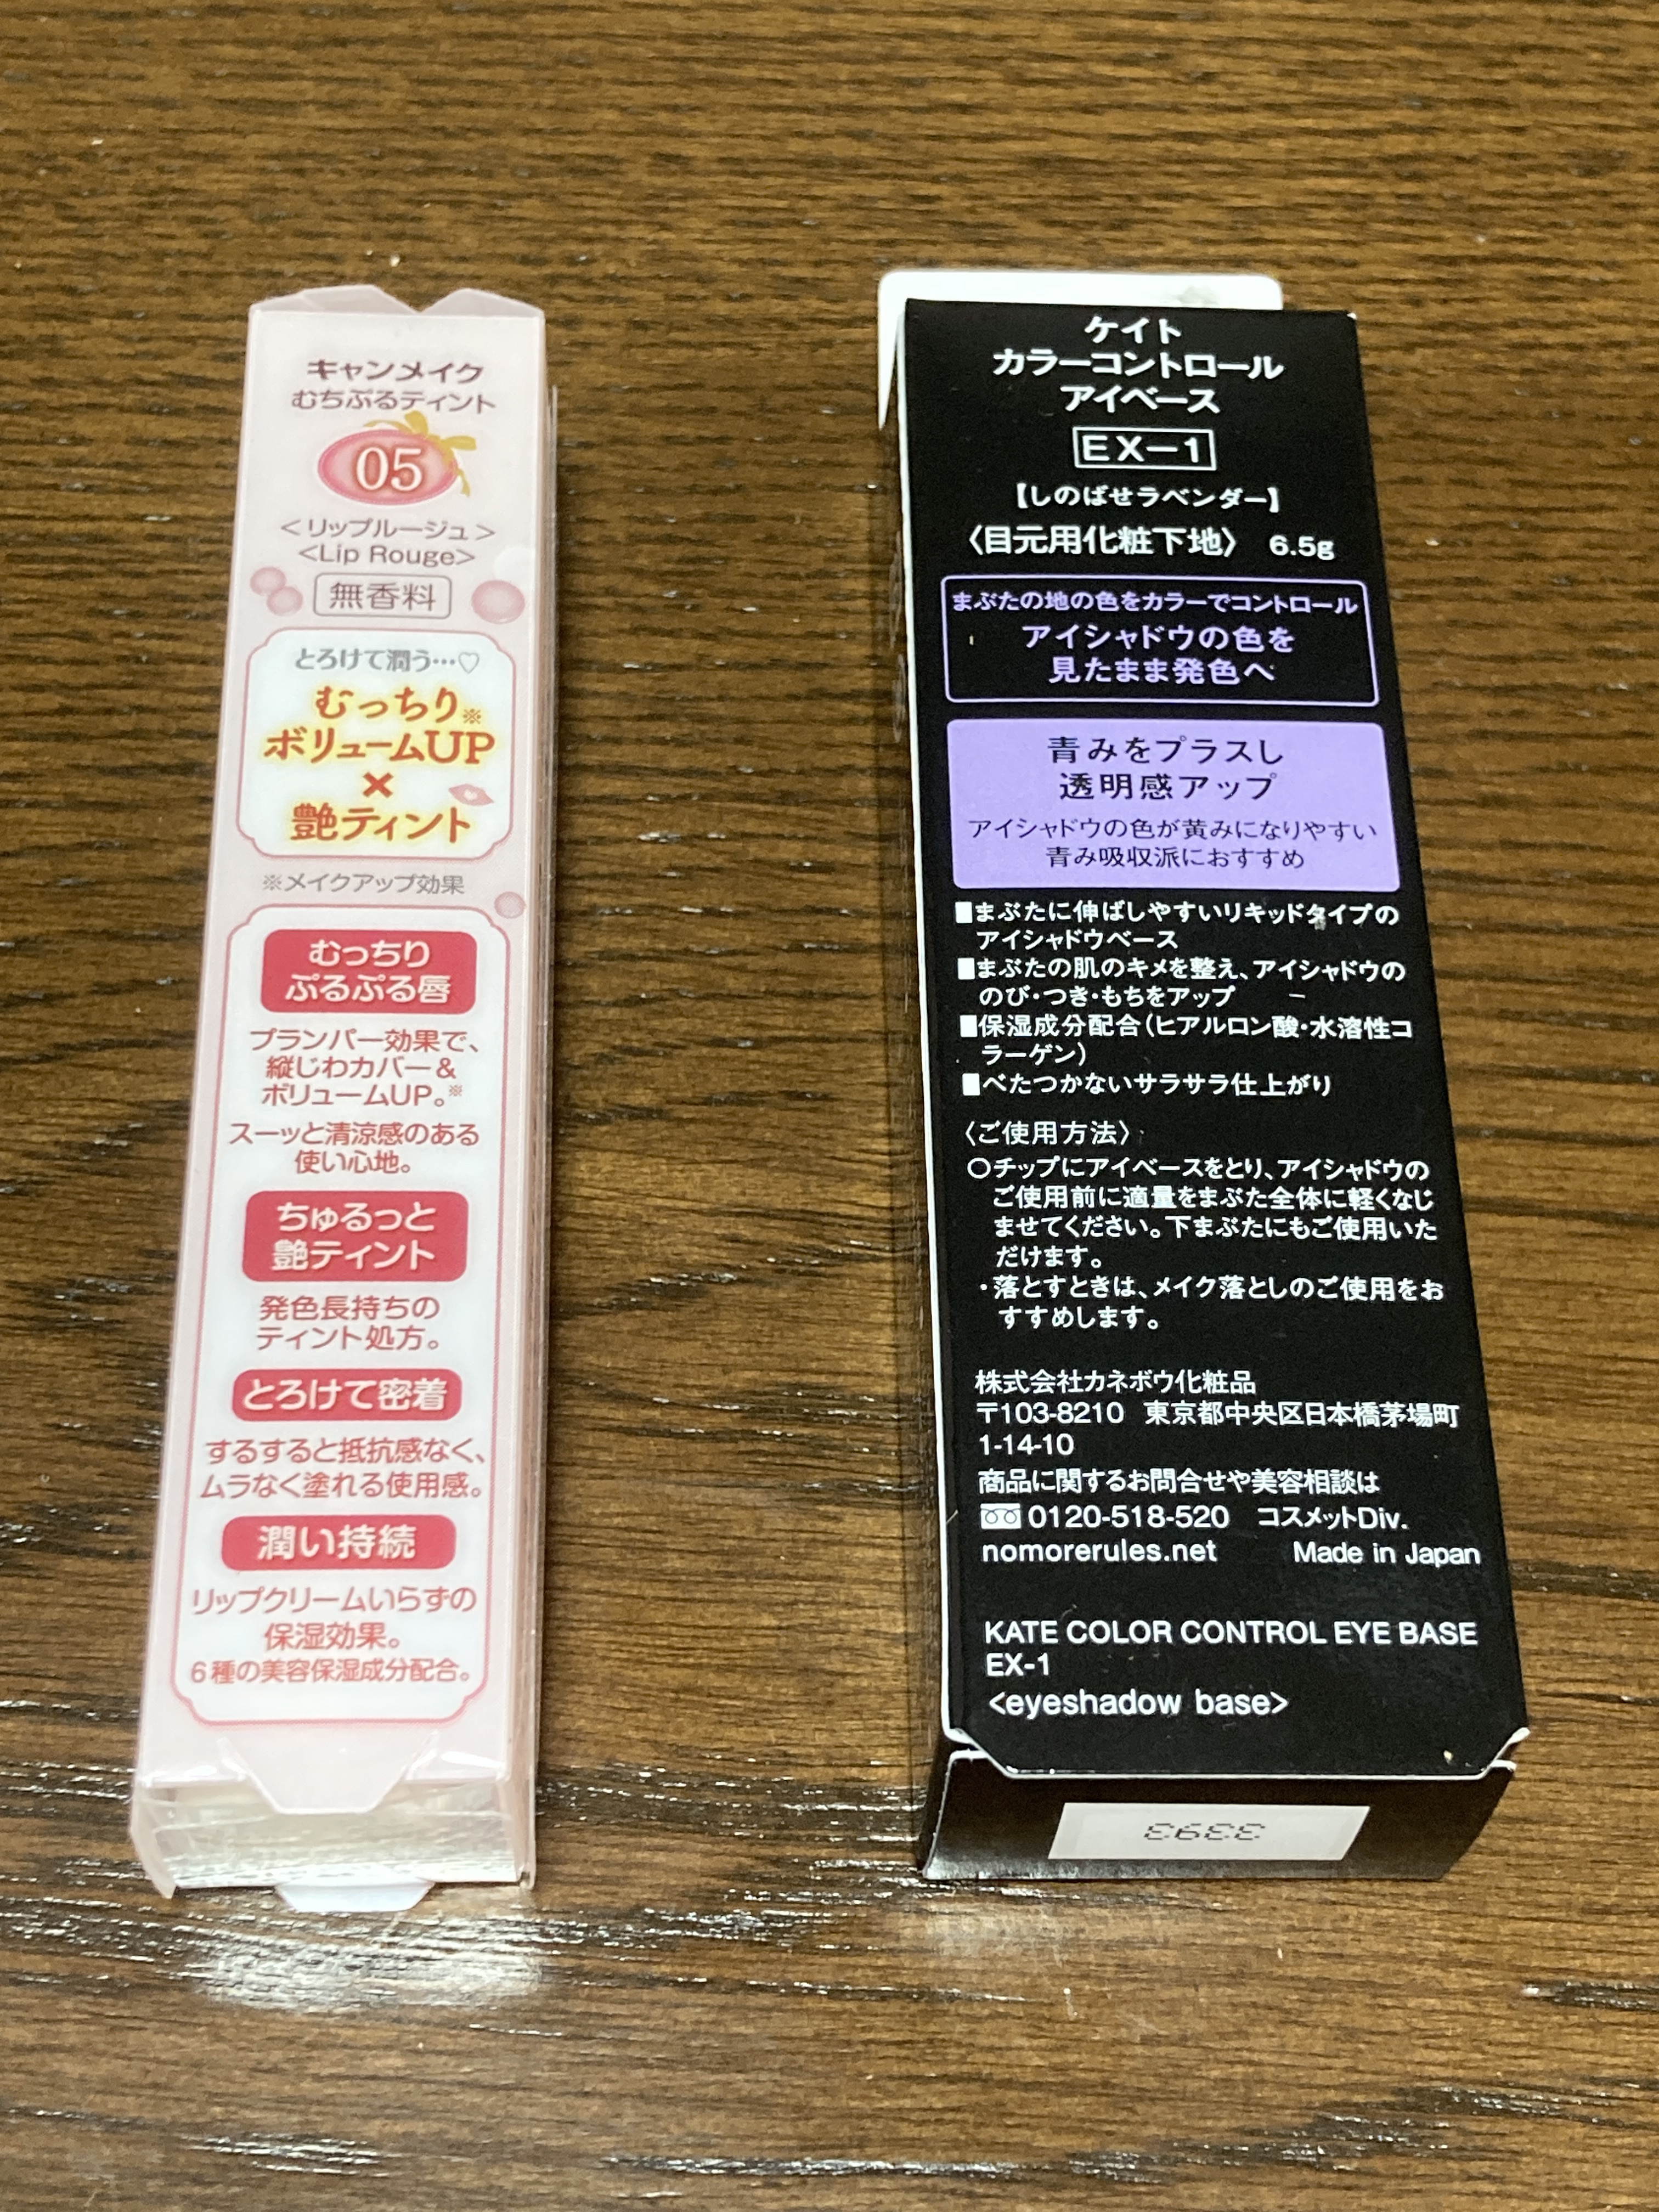 キャンメイク
むちぷるティント
05
<リップルージュ>
<Lip Rouge>
無香料
とろけて潤う…♡
むっちり※
ボリュームUP
×
艶ティント
※メイクアップ効果
むっちり
ぷるぷる唇
プランパー効果で、
縦じわカバー&
ボリュームUP。※
スーッと清涼感のある
使い心地。
ちゅるっと
艶ティント
発色長持ちの
ティント処方。
とろけて密着
するすると抵抗感なく、
ムラなく塗れる使用感。
潤い持続
リップクリームいらずの
保湿効果。
6種の美容保湿成分配合。
ケイト
カラーコントロール
アイベース
EX-1
【しのばせラベンダー】
〈目元用化粧下地〉 6.5g
まぶたの地の色をカラーでコントロール
アイシャドウの色を
見たまま発色へ
青みをプラスし
透明感アップ
アイシャドウの色が黄みになりやすい
青み吸収派におすすめ
■まぶたに伸ばしやすいリキッドタイプの
アイシャドウベース
■まぶたの肌のキメを整え、アイシャドウの
のび・つき・もちをアップ
■保湿成分配合(ヒアルロン酸・水溶性コ
ラーゲン)
■べたつかないサラサラ仕上がり
〈ご使用方法〉
○チップにアイベースをとり、アイシャドウの
ご使用前に適量をまぶた全体に軽くなじ
ませてください。下まぶたにもご使用いた
だけます。
・落とすときは、メイク落としのご使用をお
すすめします。
株式会社カネボウ化粧品
〒103-8210 東京都中央区日本橋茅場町
1-14-10
商品に関するお問合せや美容相談は
0120-518-520 コスメットDiv.
nomorerules.net Made in Japan
KATE COLOR CONTROL EYE BASE
EX-1
<eyeshadow base>
3393